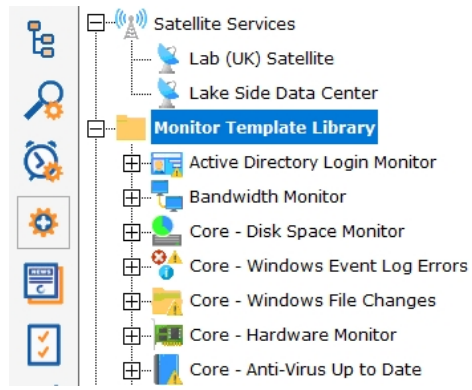 Satellite Services
Lab (UK) Satellite
Lake Side Data Center
Monitor Template Library
Active Directory Login Monitor
Bandwidth Monitor
Core - Disk Space Monitor
Core - Windows Event Log Errors
NEWS
Core - Windows File Changes
Core - Hardware Monitor
Core - Anti-Virus Up to Date